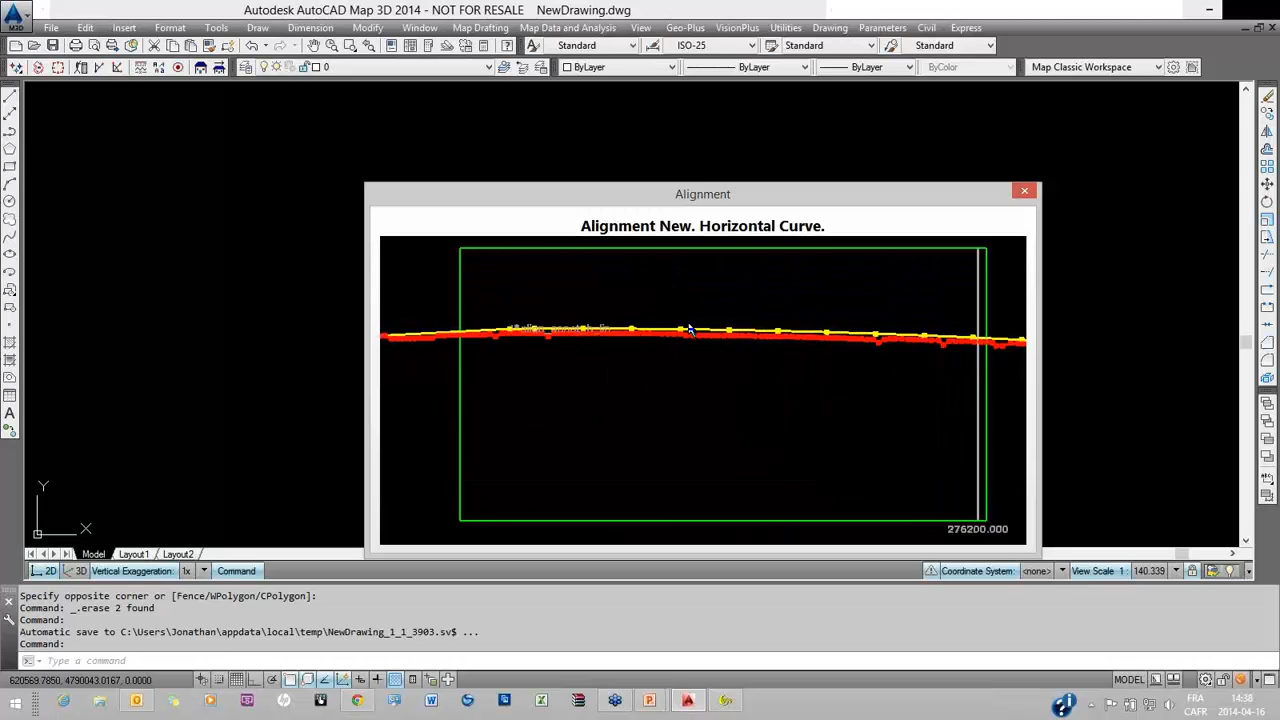 Autodesk AutoCAD Map 3D 2014 - NOT FOR RESALE NewDrawing.dwg
File Edit View Insert Format Tools Draw Dimension Modify Window Map Drafting Map Data and Analysis View Geo-Plus VisionPlus Utilities Drawing Parameters Civil Express
Standard ISO-25 Standard Standard
0 ByLayer ByLayer ByLayer ByColor Map Classic Workspace
Alignment
Alignment New. Horizontal Curve.
276200.000
Y
X
Model Layout1 Layout2
2D 3D Vertical Exaggeration: 1x Command Coordinate System: <none> View Scale 1 : 140.339
Specify opposite corner or [Fence/WPolygon/CPolygon]:
Command: _.erase 2 found
Command:
Automatic save to C:\Users\Jonathan\appdata\local\temp\NewDrawing_1_1_3903.sv$ ...
Command:
Type a command
620569.7850, 4790043.0167, 0.0000 MODEL
FRA 14:38
CAFR 2014-04-16